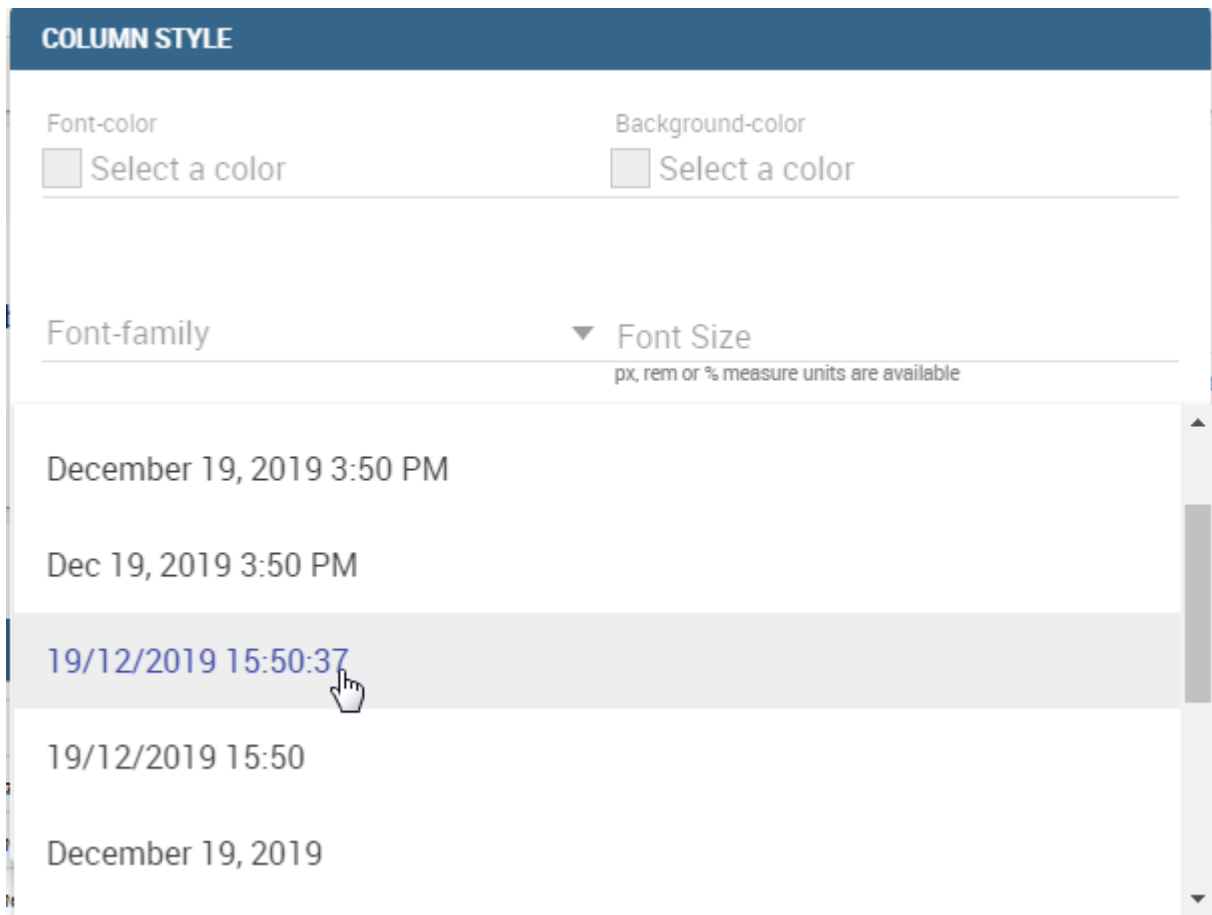 COLUMN STYLE
Font-color Background-color
Select a color Select a color
Font-family Font Size
px, rem or % measure units are available
December 19, 2019 3:50 PM
Dec 19, 2019 3:50 PM
19/12/2019 15:50:37
19/12/2019 15:50
December 19, 2019